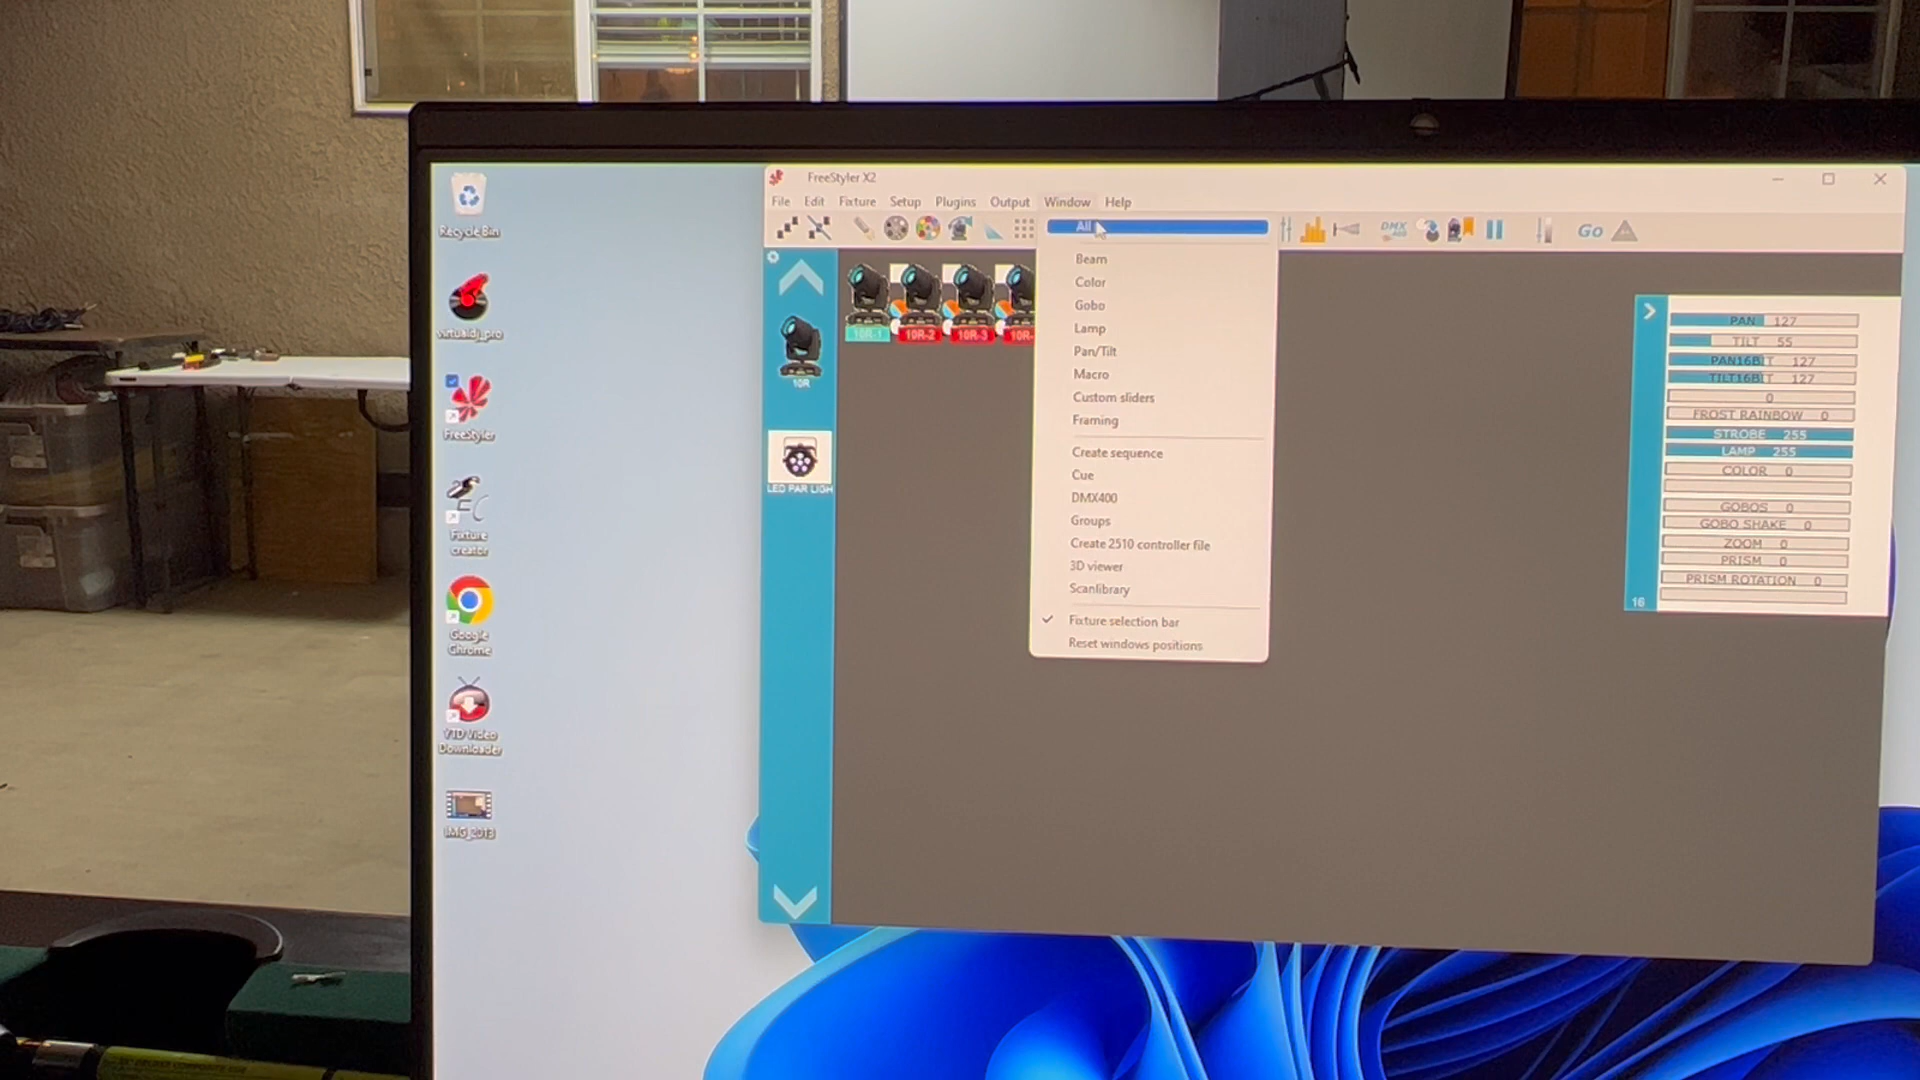 FreeStyler X2
File Edit Fixture Setup Plugins Output Window Help
All
DMX
400
Go
Recycle Bin
virtualdj_pro
FreeStyler
Fixture
creator
Google
Chrome
YTD Video
Downloader
IMG_2013
10R
LED PAR LIGH
10R-1
10R-2
10R-3
10R-
Beam
Color
Gobo
Lamp
Pan/Tilt
Macro
Custom sliders
Framing
Create sequence
Cue
DMX400
Groups
Create 2510 controller file
3D viewer
Scanlibrary
Fixture selection bar
Reset windows positions
PAN 127
TILT 55
PAN16BIT 127
TILT16BIT 127
0
FROST RAINBOW 0
STROBE 255
LAMP 255
COLOR 0
GOBOS 0
GOBO SHAKE 0
ZOOM 0
PRISM 0
PRISM ROTATION 0
16